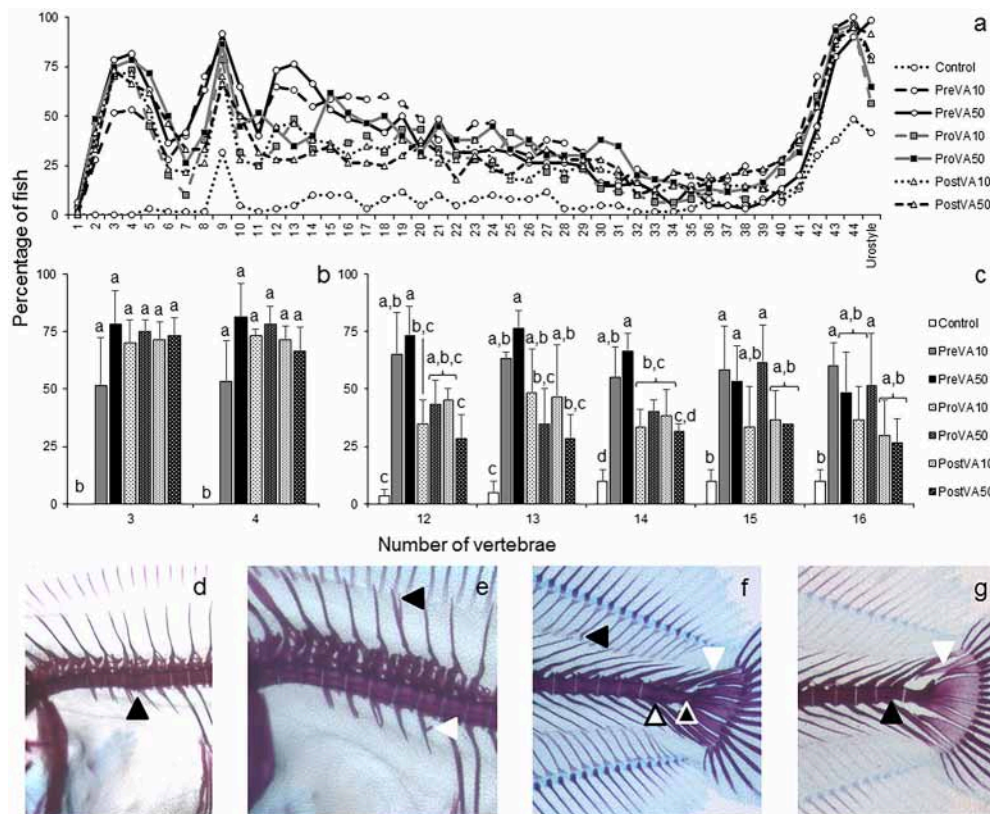 a
100
75
50
25
0
1 2 3 4 5 6 7 8 9 10 11 12 13 14 15 16 17 18 19 20 21 22 23 24 25 26 27 28 29 30 31 32 33 34 35 36 37 38 39 40 41 42 43 44 Urostyle
Control
PreVA10
PreVA50
ProVA10
ProVA50
PostVA10
PostVA50
Percentage of fish
b
100
75
50
25
0
b a a a a a a
b a a a a a a
3 4
c
100
75
50
25
0
c a,b a b,c a,b,c c
c a,b a a,b b,c a,b b,c
d a,b a b,c c,d
b a a a,b a a,b
b a a,b a a,b
12 13 14 15 16
Control
PreVA10
PreVA50
ProVA10
ProVA50
PostVA10
PostVA50
Number of vertebrae
d
e
f
g